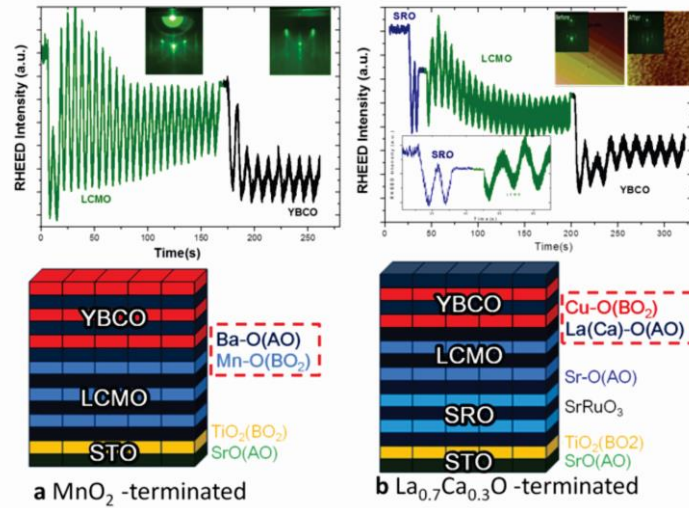 RHEED Intensity (a.u.)
LCMO
YBCO
0 50 100 150 200 250
Time(s)
YBCO
LCMO
STO
Ba-O(AO)
Mn-O(BO₂)
TiO₂(BO₂)
SrO(AO)
a MnO₂ -terminated
RHEED Intensity (a.u.)
SRO
LCMO
Before
After
SRO
YBCO
0 50 100 150 200 250 300
Time(s)
YBCO
LCMO
SRO
STO
Cu-O(BO₂)
La(Ca)-O(AO)
Sr-O(AO)
SrRuO₃
TiO₂(BO2)
SrO(AO)
b La₀.₇Ca₀.₃O -terminated